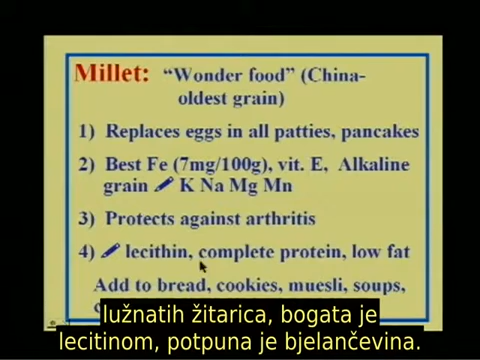 Millet: “Wonder food” (China-
oldest grain)
1) Replaces eggs in all patties, pancakes
2) Best Fe (7mg/100g), vit. E, Alkaline
grain K Na Mg Mn
3) Protects against arthritis
4) lecithin, complete protein, low fat
Add to bread, cookies, muesli, soups,
lužnatih žitarica, bogata je
lecitinom, potpuna je bjelančevina.